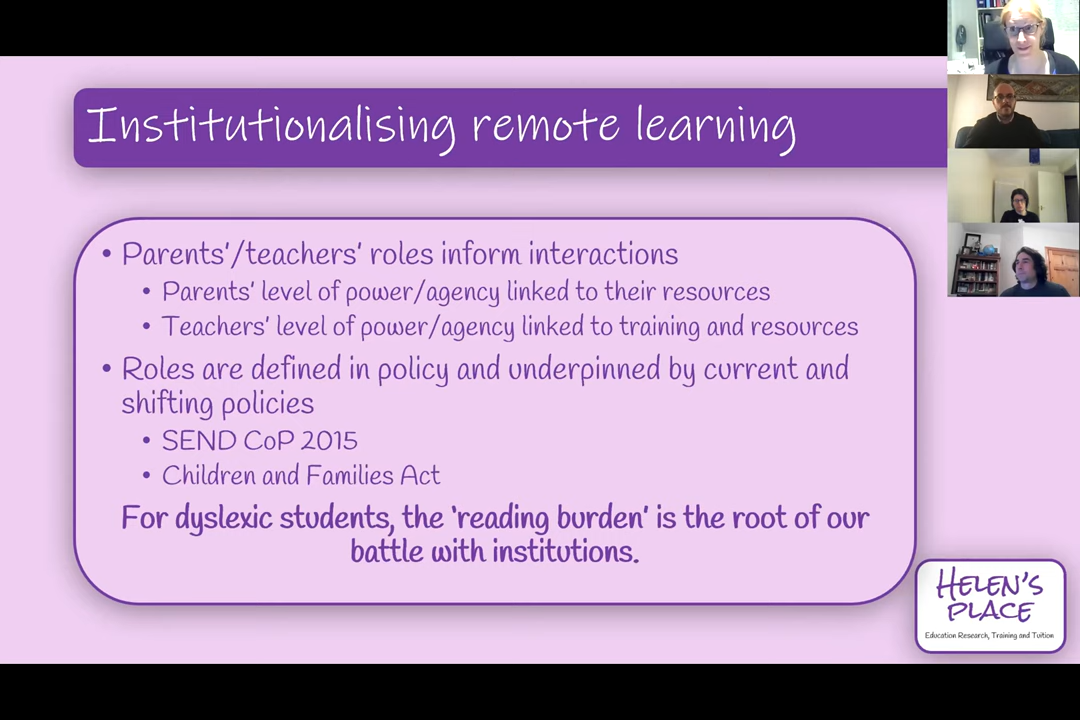 Institutionalising remote learning
• Parents'/teachers' roles inform interactions
• Parents' level of power/agency linked to their resources
• Teachers' level of power/agency linked to training and resources
• Roles are defined in policy and underpinned by current and
shifting policies
• SEND CoP 2015
• Children and Families Act
For dyslexic students, the 'reading burden' is the root of our
battle with institutions.
HELEN'S
PLACE
Education Research, Training and Tuition